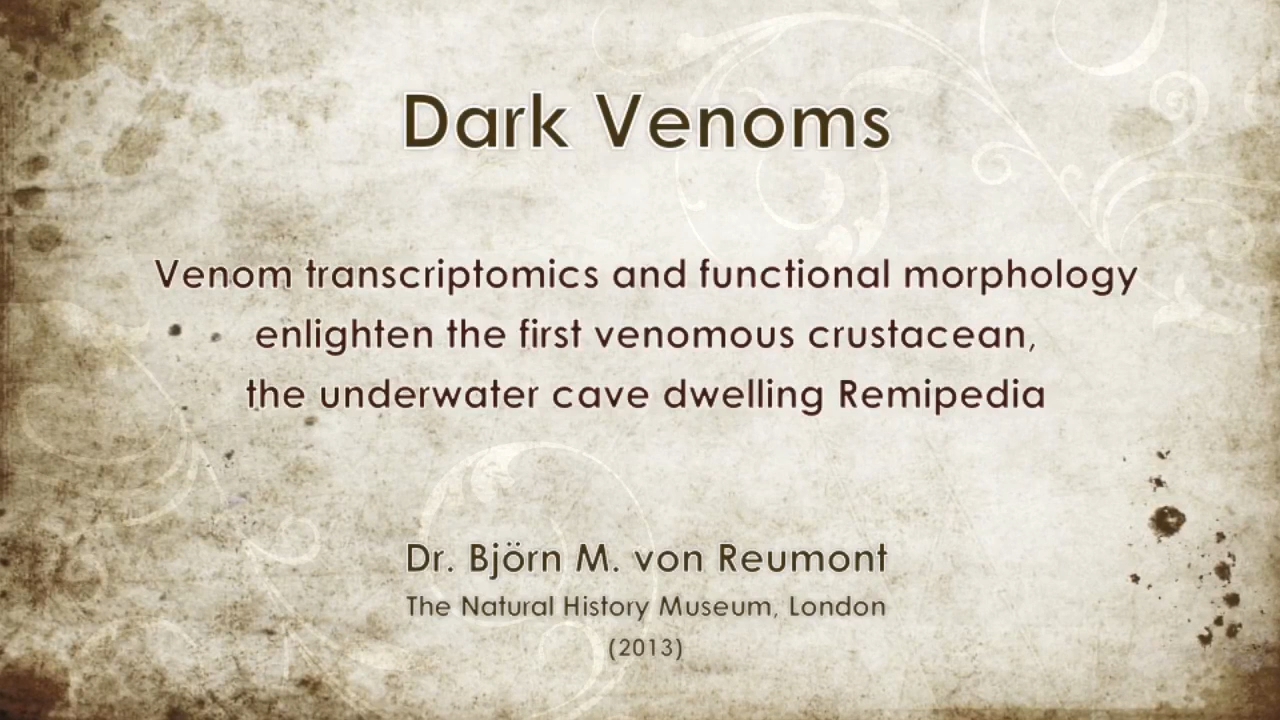 Dark Venoms
Venom transcriptomics and functional morphology
enlighten the first venomous crustacean,
the underwater cave dwelling Remipedia
Dr. Björn M. von Reumont
The Natural History Museum, London
(2013)